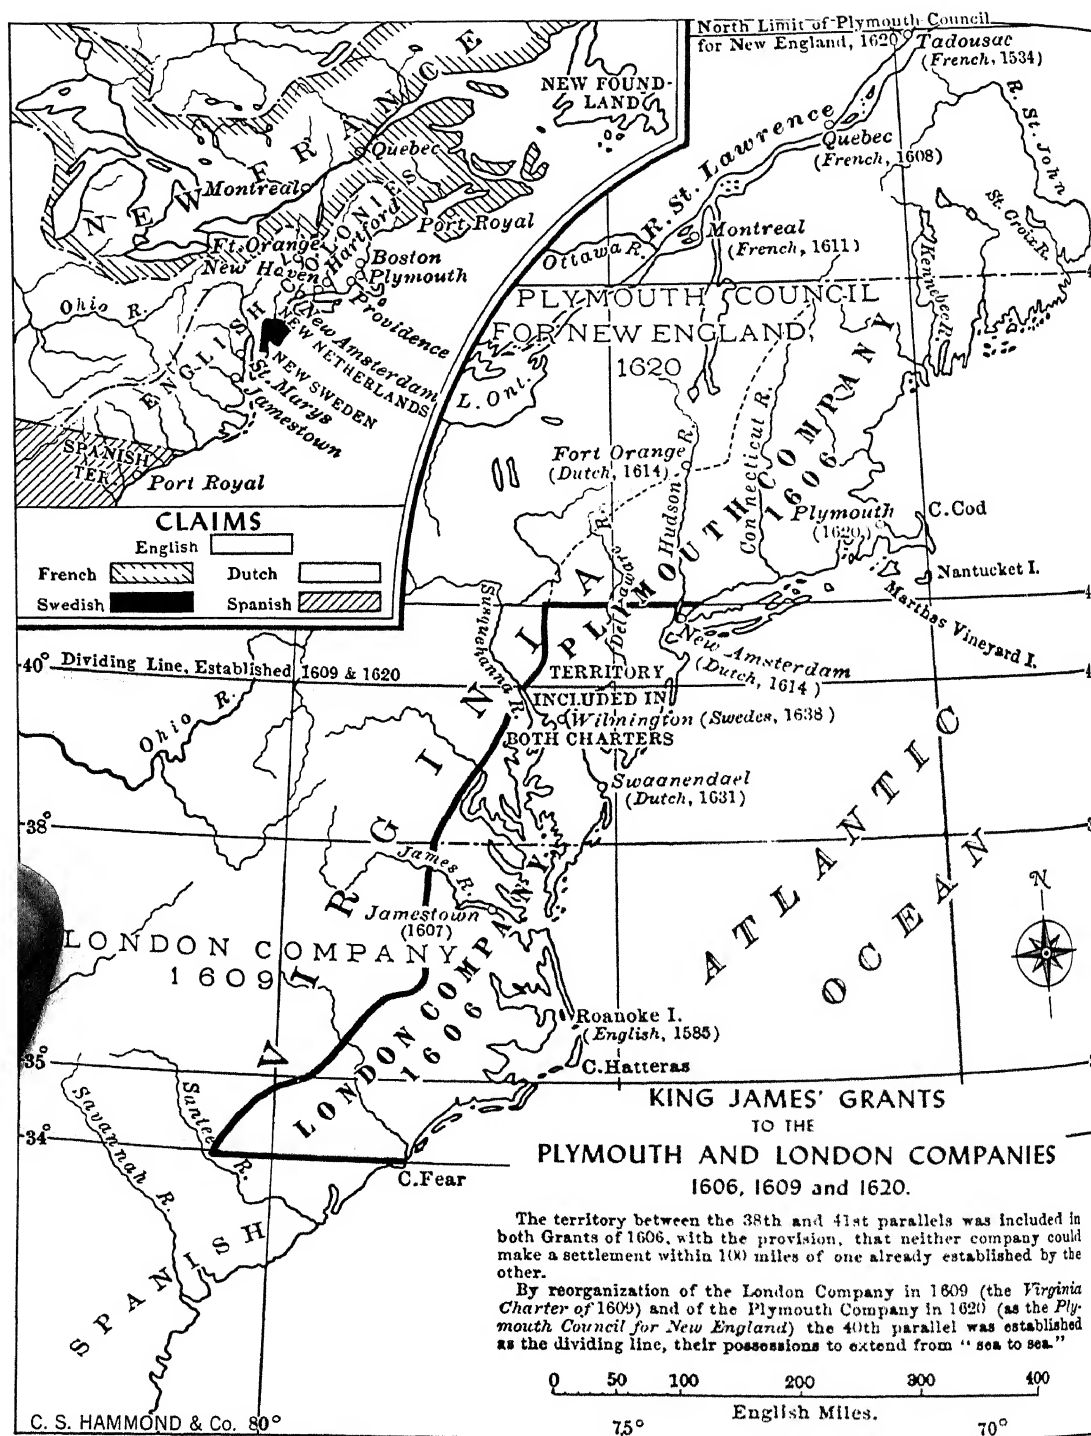 North Limit of Plymouth Council
for New England, 1620
Tadousac
(French, 1534)
R. St. John
Quebec
(French, 1608)
R. St. Lawrence
St. Croix R.
Montreal
(French, 1611)
Ottawa R.
Kennebec R.
PLYMOUTH COUNCIL
FOR NEW ENGLAND,
1620
L. Ont.
PLYMOUTH COMPANY
1606
Fort Orange
(Dutch, 1614)
Hudson R.
Connecticut R.
Plymouth
(1620)
C. Cod
Nantucket I.
Marthas Vineyard I.
Delaware R.
Susquehanna R.
New Amsterdam
(Dutch, 1614)
NEW FRANCE
NEW FOUND-
LAND
Quebec
Montreal
Port Royal
Ft. Orange
New Haven
Hartford
Boston
Plymouth
Providence
Ohio R.
ENGLISH COLONIES
New Amsterdam
NEW NETHERLANDS
NEW SWEDEN
St. Marys
Jamestown
SPANISH
TER.
Port Royal
CLAIMS
English
French
Dutch
Swedish
Spanish
40° Dividing Line, Established 1609 & 1620
TERRITORY
INCLUDED IN
BOTH CHARTERS
Wilmington (Swedes, 1638)
Swaanendael
(Dutch, 1631)
Ohio R.
VIRGINIA
38°
James R.
Jamestown
(1607)
LONDON COMPANY
1609
LONDON COMPANY
1606
ATLANTIC
OCEAN
N
Roanoke I.
(English, 1585)
C. Hatteras
35°
34°
Santee R.
Savannah R.
C. Fear
SPANISH
KING JAMES' GRANTS
TO THE
PLYMOUTH AND LONDON COMPANIES
1606, 1609 and 1620.
The territory between the 38th and 41st parallels was included in
both Grants of 1606, with the provision, that neither company could
make a settlement within 100 miles of one already established by the
other.
By reorganization of the London Company in 1609 (the Virginia
Charter of 1609) and of the Plymouth Company in 1620 (as the Ply-
mouth Council for New England) the 40th parallel was established
as the dividing line, their possessions to extend from "sea to sea."
0 50 100 200 300 400
English Miles.
C. S. HAMMOND & Co.
80°
75°
70°